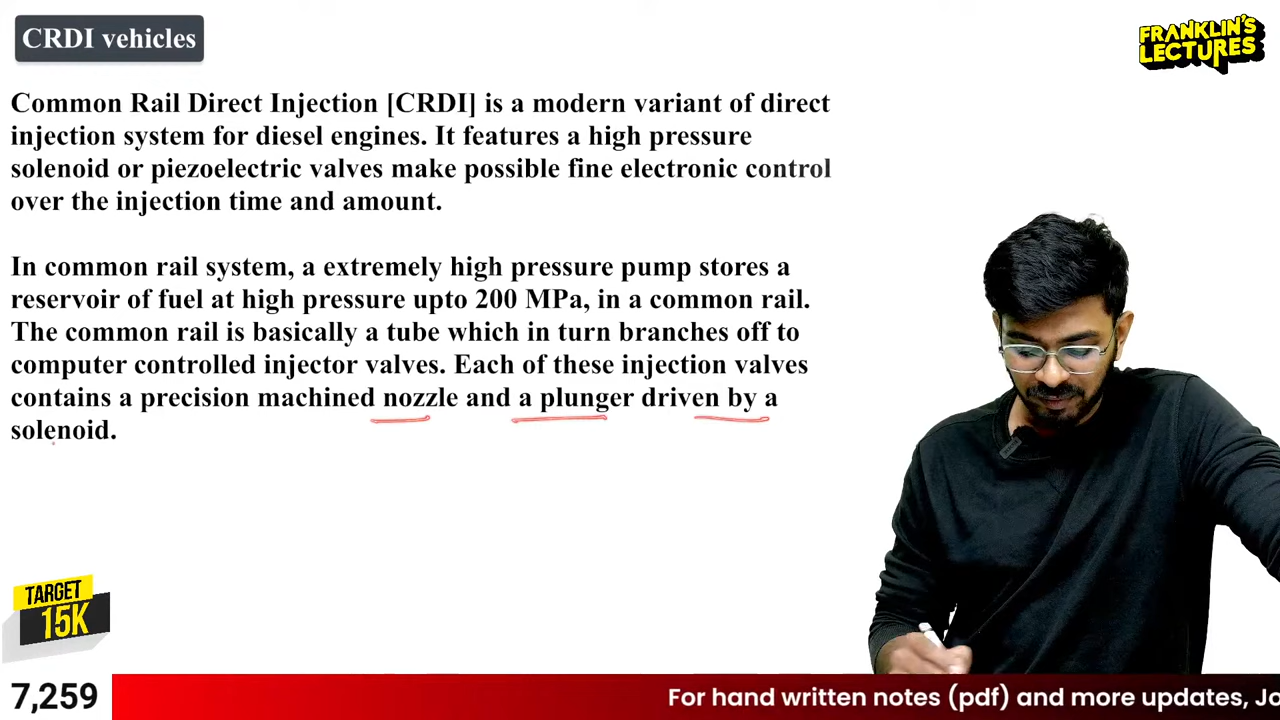 CRDI vehicles
FRANKLIN'S
LECTURES
Common Rail Direct Injection [CRDI] is a modern variant of direct
injection system for diesel engines. It features a high pressure
solenoid or piezoelectric valves make possible fine electronic control
over the injection time and amount.
In common rail system, a extremely high pressure pump stores a
reservoir of fuel at high pressure upto 200 MPa, in a common rail.
The common rail is basically a tube which in turn branches off to
computer controlled injector valves. Each of these injection valves
contains a precision machined nozzle and a plunger driven by a
solenoid.
TARGET
15K
7,259
For hand written notes (pdf) and more updates, Jo